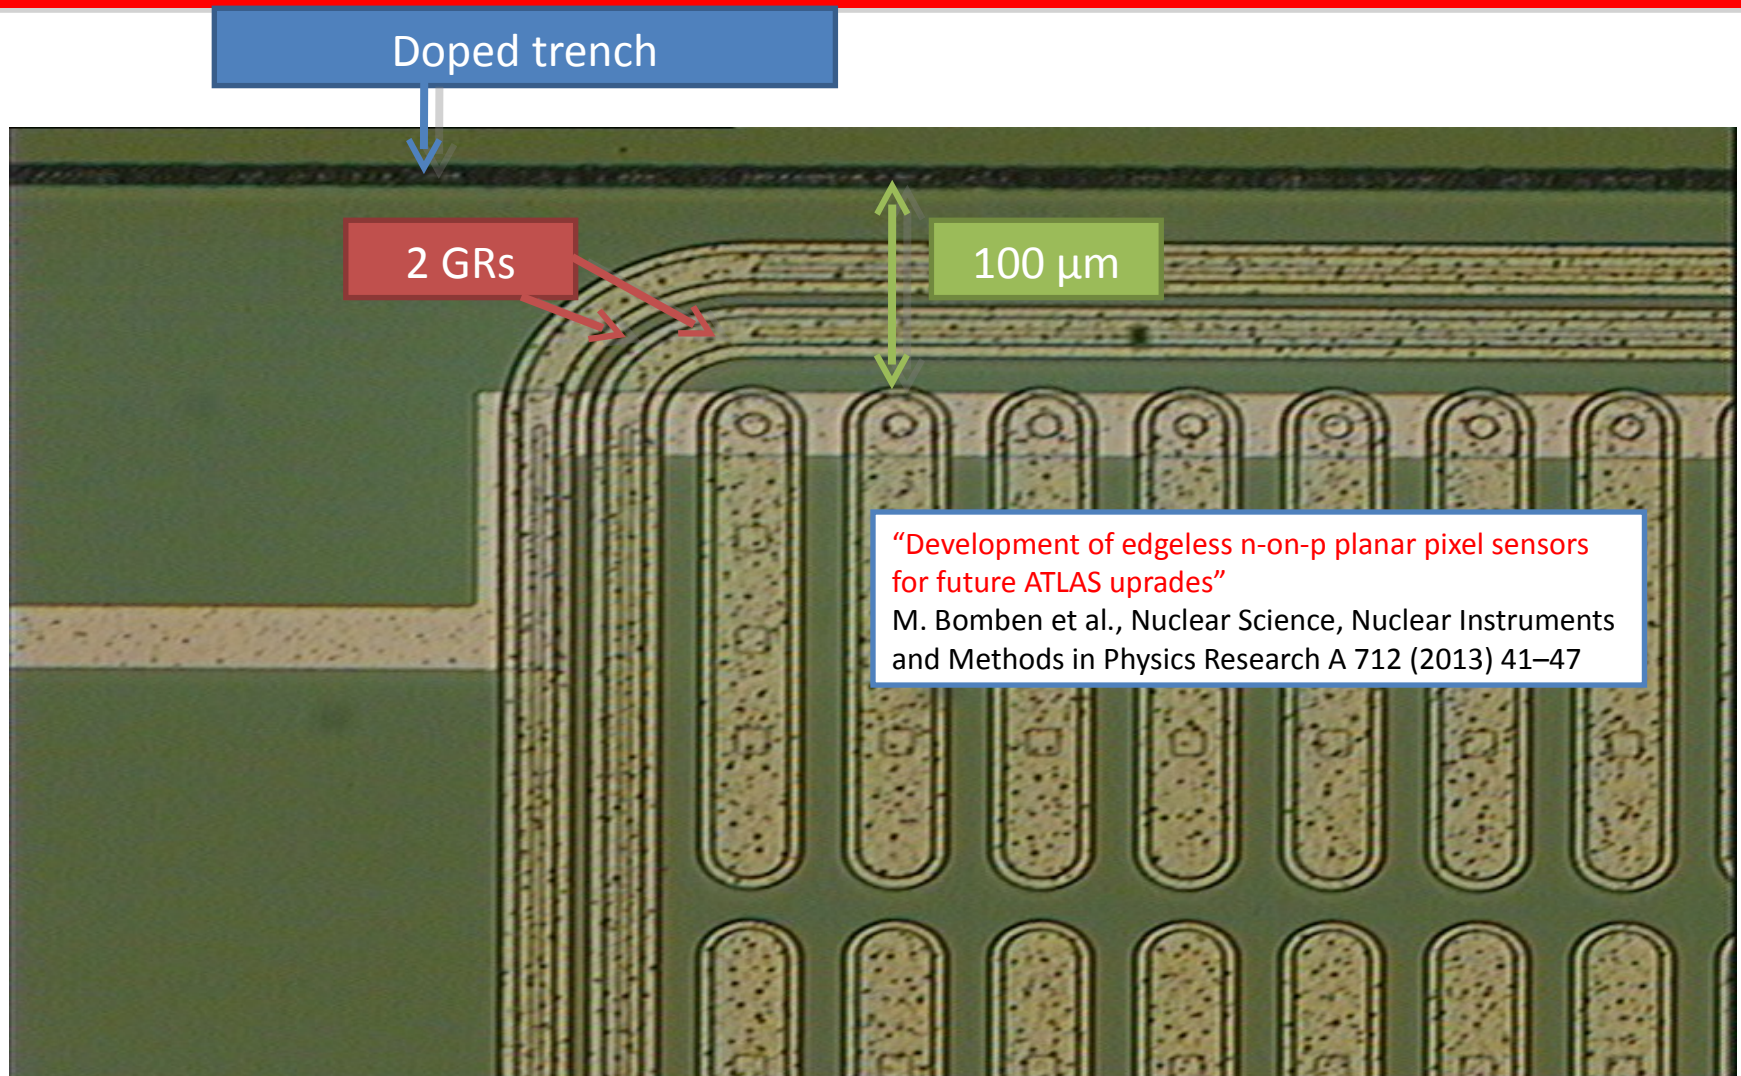 Doped trench
2 GRs
100 µm
“Development of edgeless n-on-p planar pixel sensors
for future ATLAS uprades”
M. Bomben et al., Nuclear Science, Nuclear Instruments
and Methods in Physics Research A 712 (2013) 41–47